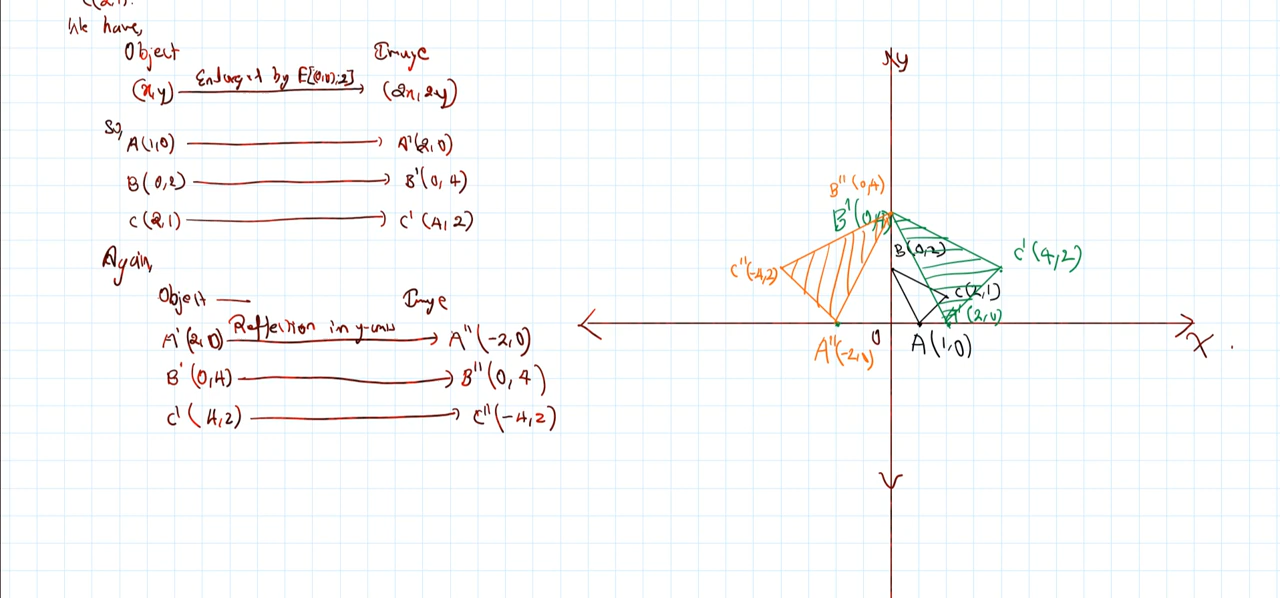 C(2,1).
We have,
Object Image
(x,y) Enlarged by E[(0,0);2] (2x, 2y)
So,
A(1,0) A'(2,0)
B(0,2) B'(0,4)
C(2,1) C'(4,2)
Again,
Object Image
A'(2,0) Reflection in y-axis A''(-2,0)
B'(0,4) B''(0,4)
C'(4,2) C''(-4,2)
y
B''(0,4)
B'(0,4)
B(0,2)
C'(4,2)
C''(-4,2)
C(2,1)
A'(2,0)
0
A(1,0)
A''(-2,0)
X